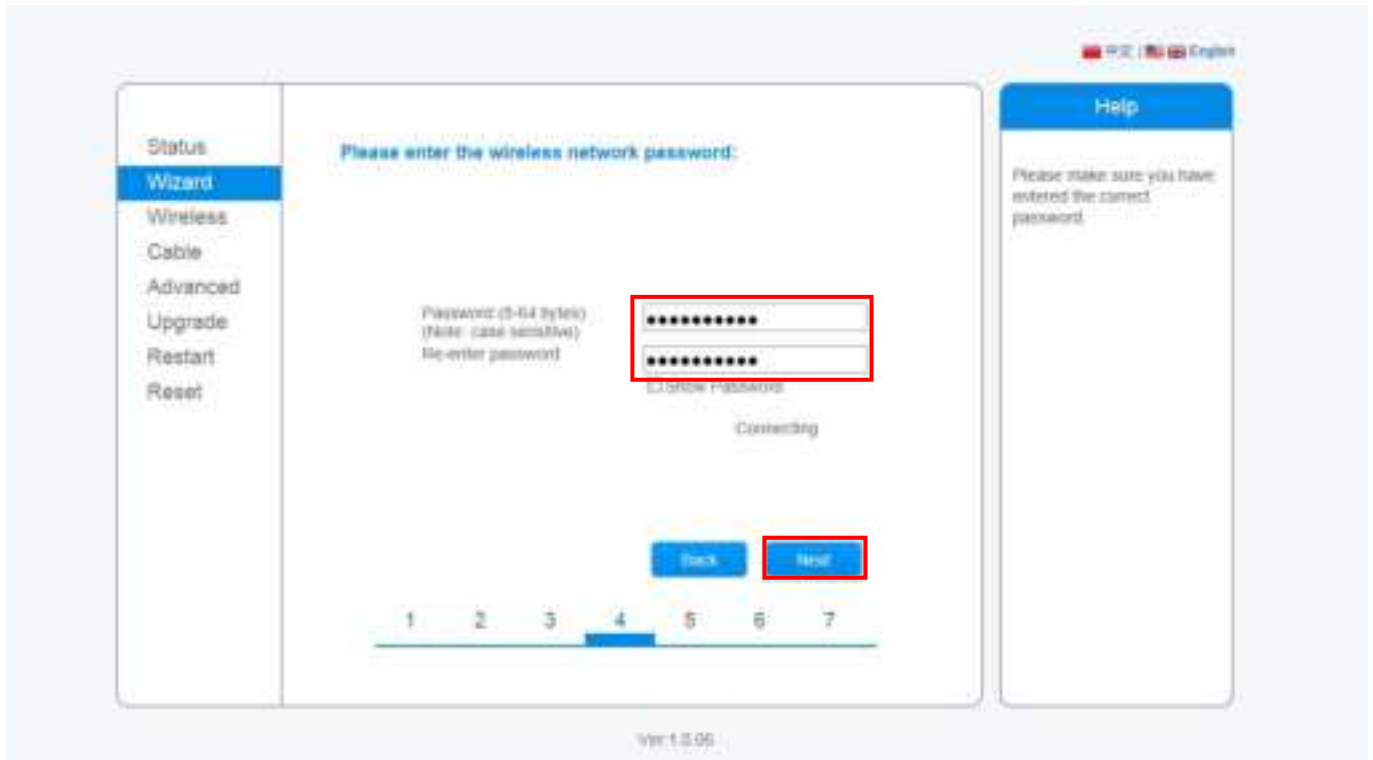 中文 | English
Help
Status
Wizard
Wireless
Cable
Advanced
Upgrade
Restart
Reset
Please enter the wireless network password:
Password (8-64 bytes)
(Note: case sensitive)
Re-enter password
Show Password
Connecting
Back
Next
1 2 3 4 5 6 7
Please make sure you have
entered the correct
password.
Ver:1.0.06